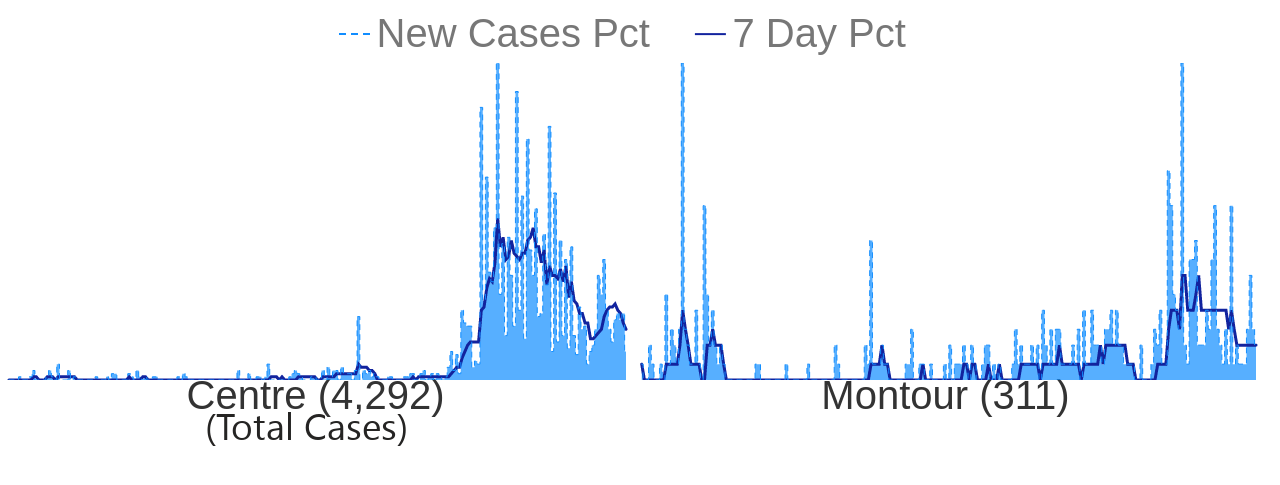 New Cases Pct 7 Day Pct
Centre (4,292) Montour (311)
(Total Cases)